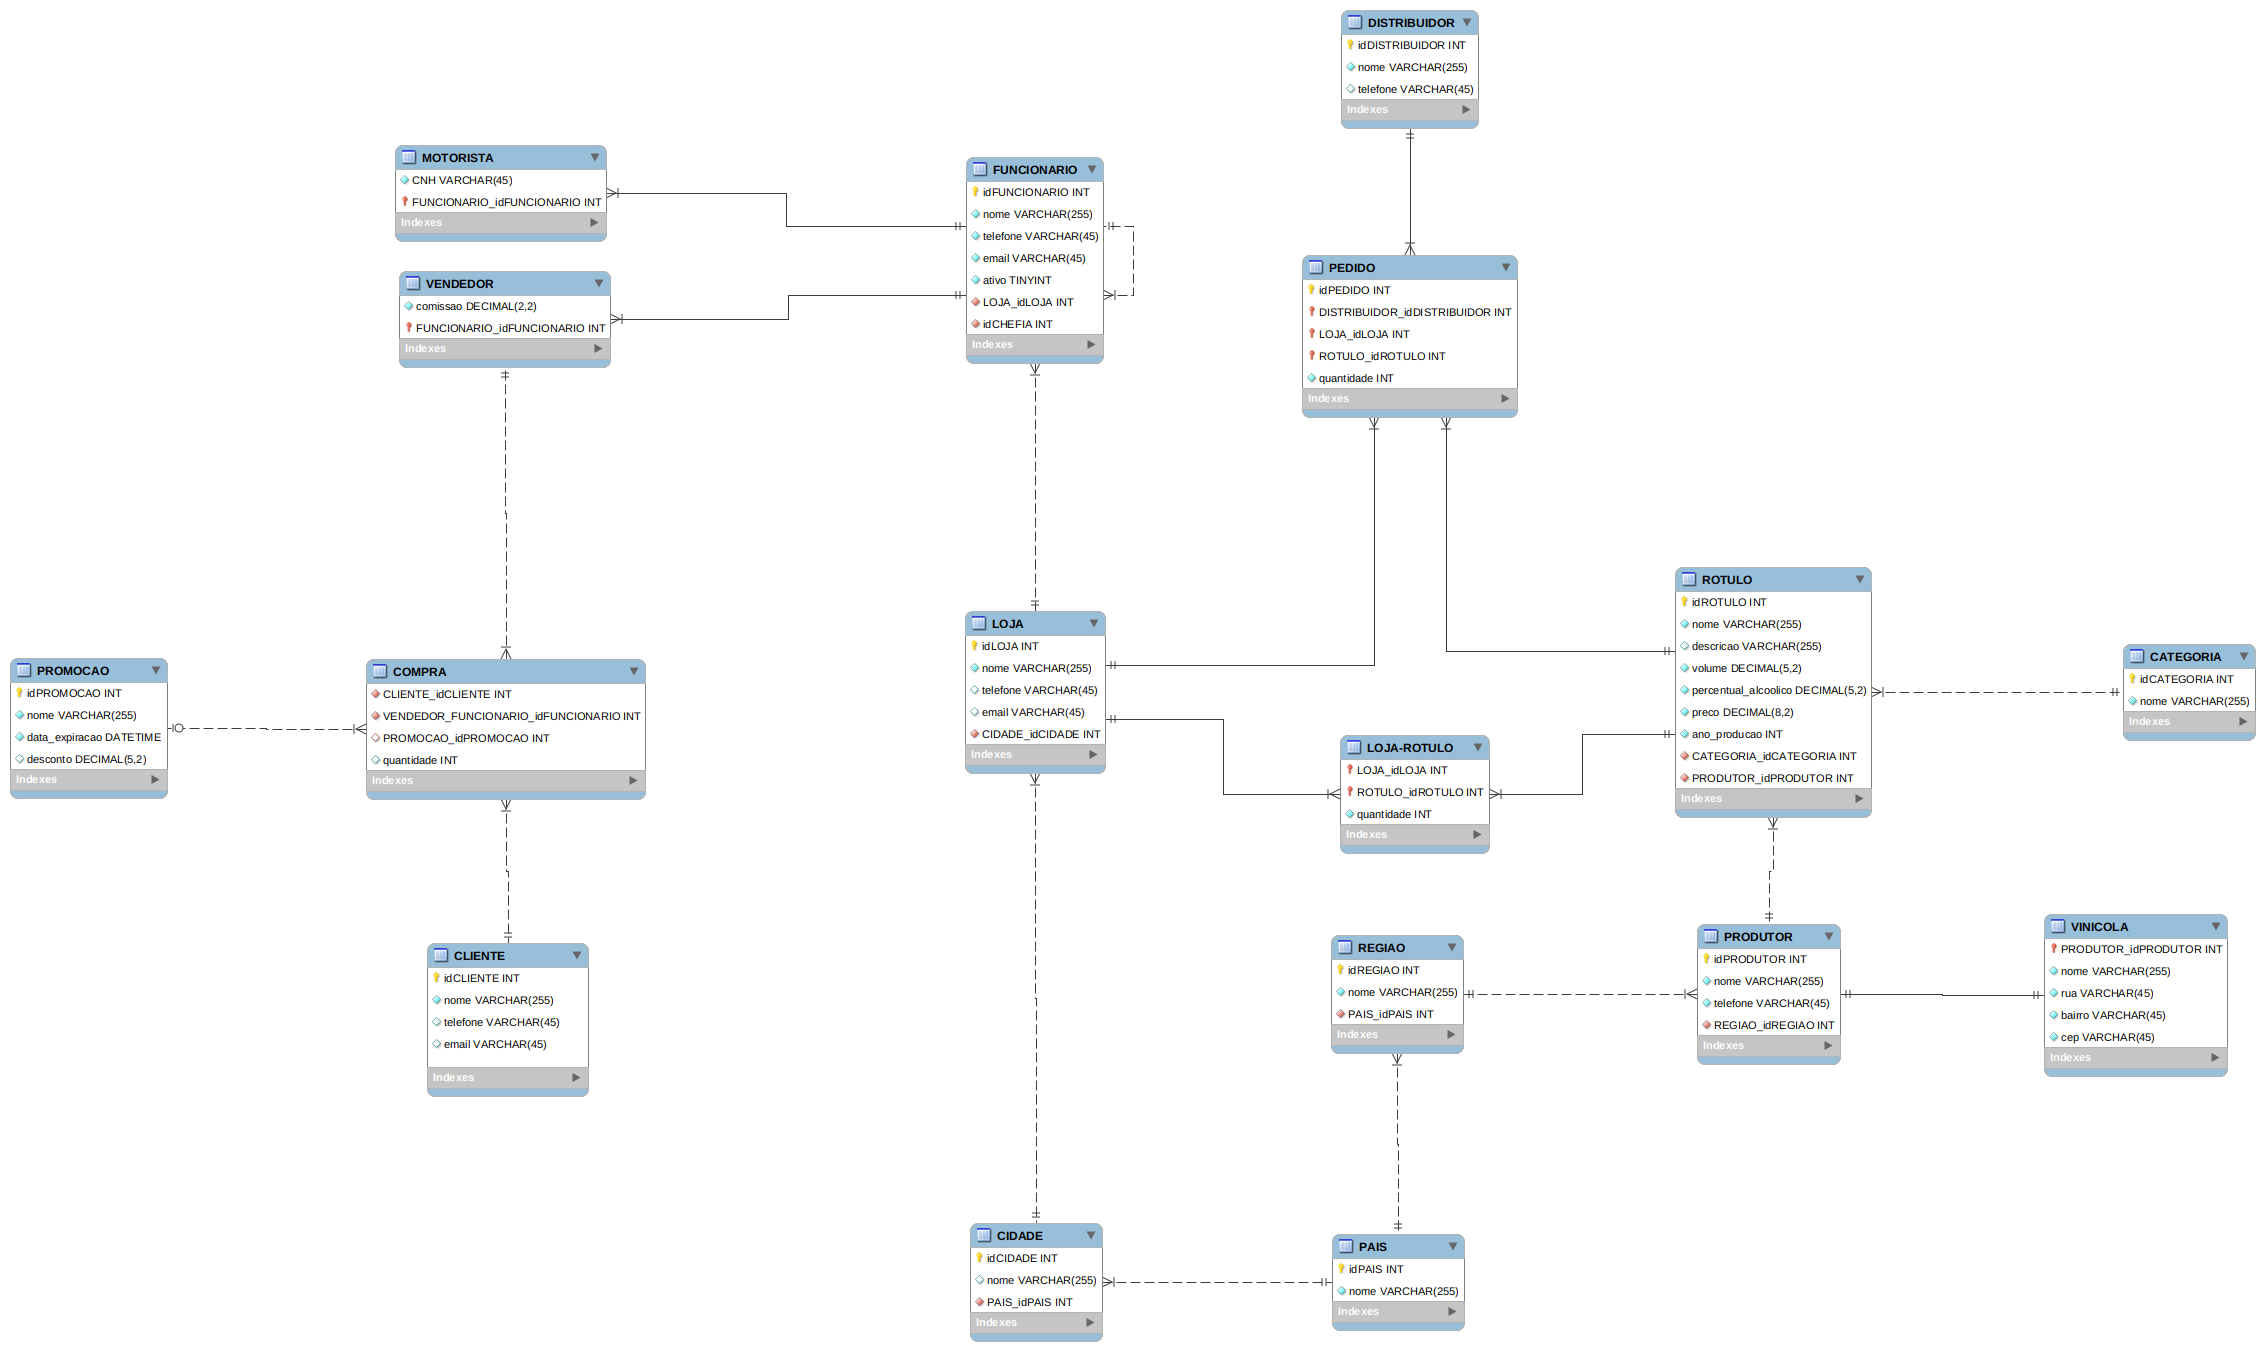 DISTRIBUIDOR
idDISTRIBUIDOR INT
nome VARCHAR(255)
telefone VARCHAR(45)
Indexes
MOTORISTA
CNH VARCHAR(45)
FUNCIONARIO_idFUNCIONARIO INT
Indexes
FUNCIONARIO
idFUNCIONARIO INT
nome VARCHAR(255)
telefone VARCHAR(45)
email VARCHAR(45)
ativo TINYINT
LOJA_idLOJA INT
idCHEFIA INT
Indexes
VENDEDOR
comissao DECIMAL(2,2)
FUNCIONARIO_idFUNCIONARIO INT
Indexes
PEDIDO
idPEDIDO INT
DISTRIBUIDOR_idDISTRIBUIDOR INT
LOJA_idLOJA INT
ROTULO_idROTULO INT
quantidade INT
Indexes
ROTULO
idROTULO INT
nome VARCHAR(255)
descricao VARCHAR(255)
volume DECIMAL(5,2)
percentual_alcoolico DECIMAL(5,2)
preco DECIMAL(8,2)
ano_producao INT
CATEGORIA_idCATEGORIA INT
PRODUTOR_idPRODUTOR INT
Indexes
LOJA
idLOJA INT
nome VARCHAR(255)
telefone VARCHAR(45)
email VARCHAR(45)
CIDADE_idCIDADE INT
Indexes
CATEGORIA
idCATEGORIA INT
nome VARCHAR(255)
Indexes
PROMOCAO
idPROMOCAO INT
nome VARCHAR(255)
data_expiracao DATETIME
desconto DECIMAL(5,2)
Indexes
COMPRA
CLIENTE_idCLIENTE INT
VENDEDOR_FUNCIONARIO_idFUNCIONARIO INT
PROMOCAO_idPROMOCAO INT
quantidade INT
Indexes
LOJA-ROTULO
LOJA_idLOJA INT
ROTULO_idROTULO INT
quantidade INT
Indexes
VINICOLA
PRODUTOR_idPRODUTOR INT
nome VARCHAR(255)
rua VARCHAR(45)
bairro VARCHAR(45)
cep VARCHAR(45)
Indexes
PRODUTOR
idPRODUTOR INT
nome VARCHAR(255)
telefone VARCHAR(45)
REGIAO_idREGIAO INT
Indexes
REGIAO
idREGIAO INT
nome VARCHAR(255)
PAIS_idPAIS INT
Indexes
CLIENTE
idCLIENTE INT
nome VARCHAR(255)
telefone VARCHAR(45)
email VARCHAR(45)
Indexes
CIDADE
idCIDADE INT
nome VARCHAR(255)
PAIS_idPAIS INT
Indexes
PAIS
idPAIS INT
nome VARCHAR(255)
Indexes